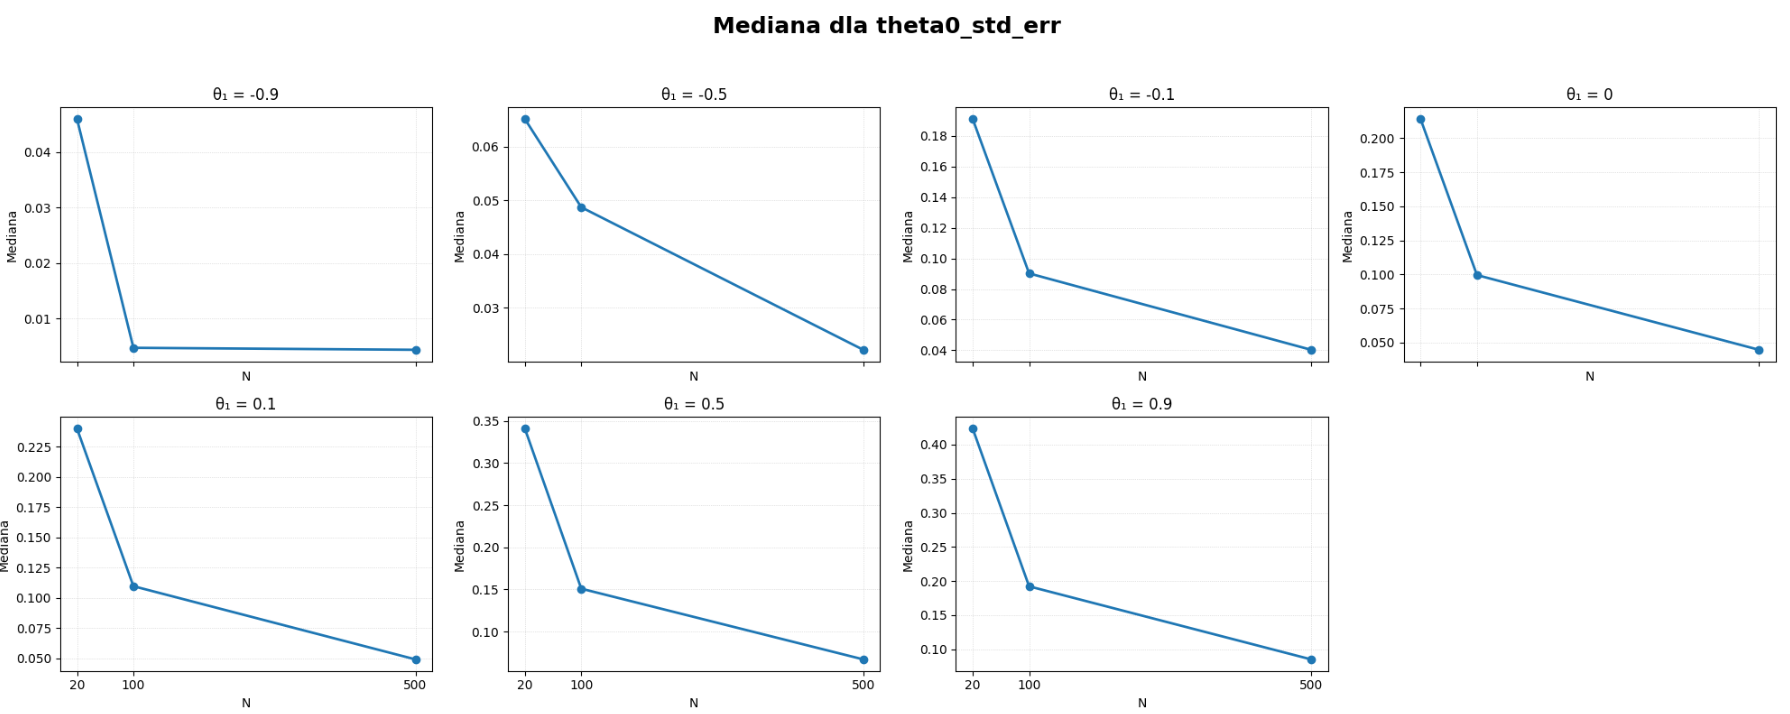 Mediana dla theta0_std_err
θ₁ = -0.9
0.04
0.03
0.02
0.01
Mediana
N
θ₁ = -0.5
0.06
0.05
0.04
0.03
Mediana
N
θ₁ = -0.1
0.18
0.16
0.14
0.12
0.10
0.08
0.06
0.04
Mediana
N
θ₁ = 0
0.200
0.175
0.150
0.125
0.100
0.075
0.050
Mediana
N
θ₁ = 0.1
0.225
0.200
0.175
0.150
0.125
0.100
0.075
0.050
Mediana
20 100 500
N
θ₁ = 0.5
0.35
0.30
0.25
0.20
0.15
0.10
Mediana
20 100 500
N
θ₁ = 0.9
0.40
0.35
0.30
0.25
0.20
0.15
0.10
Mediana
20 100 500
N